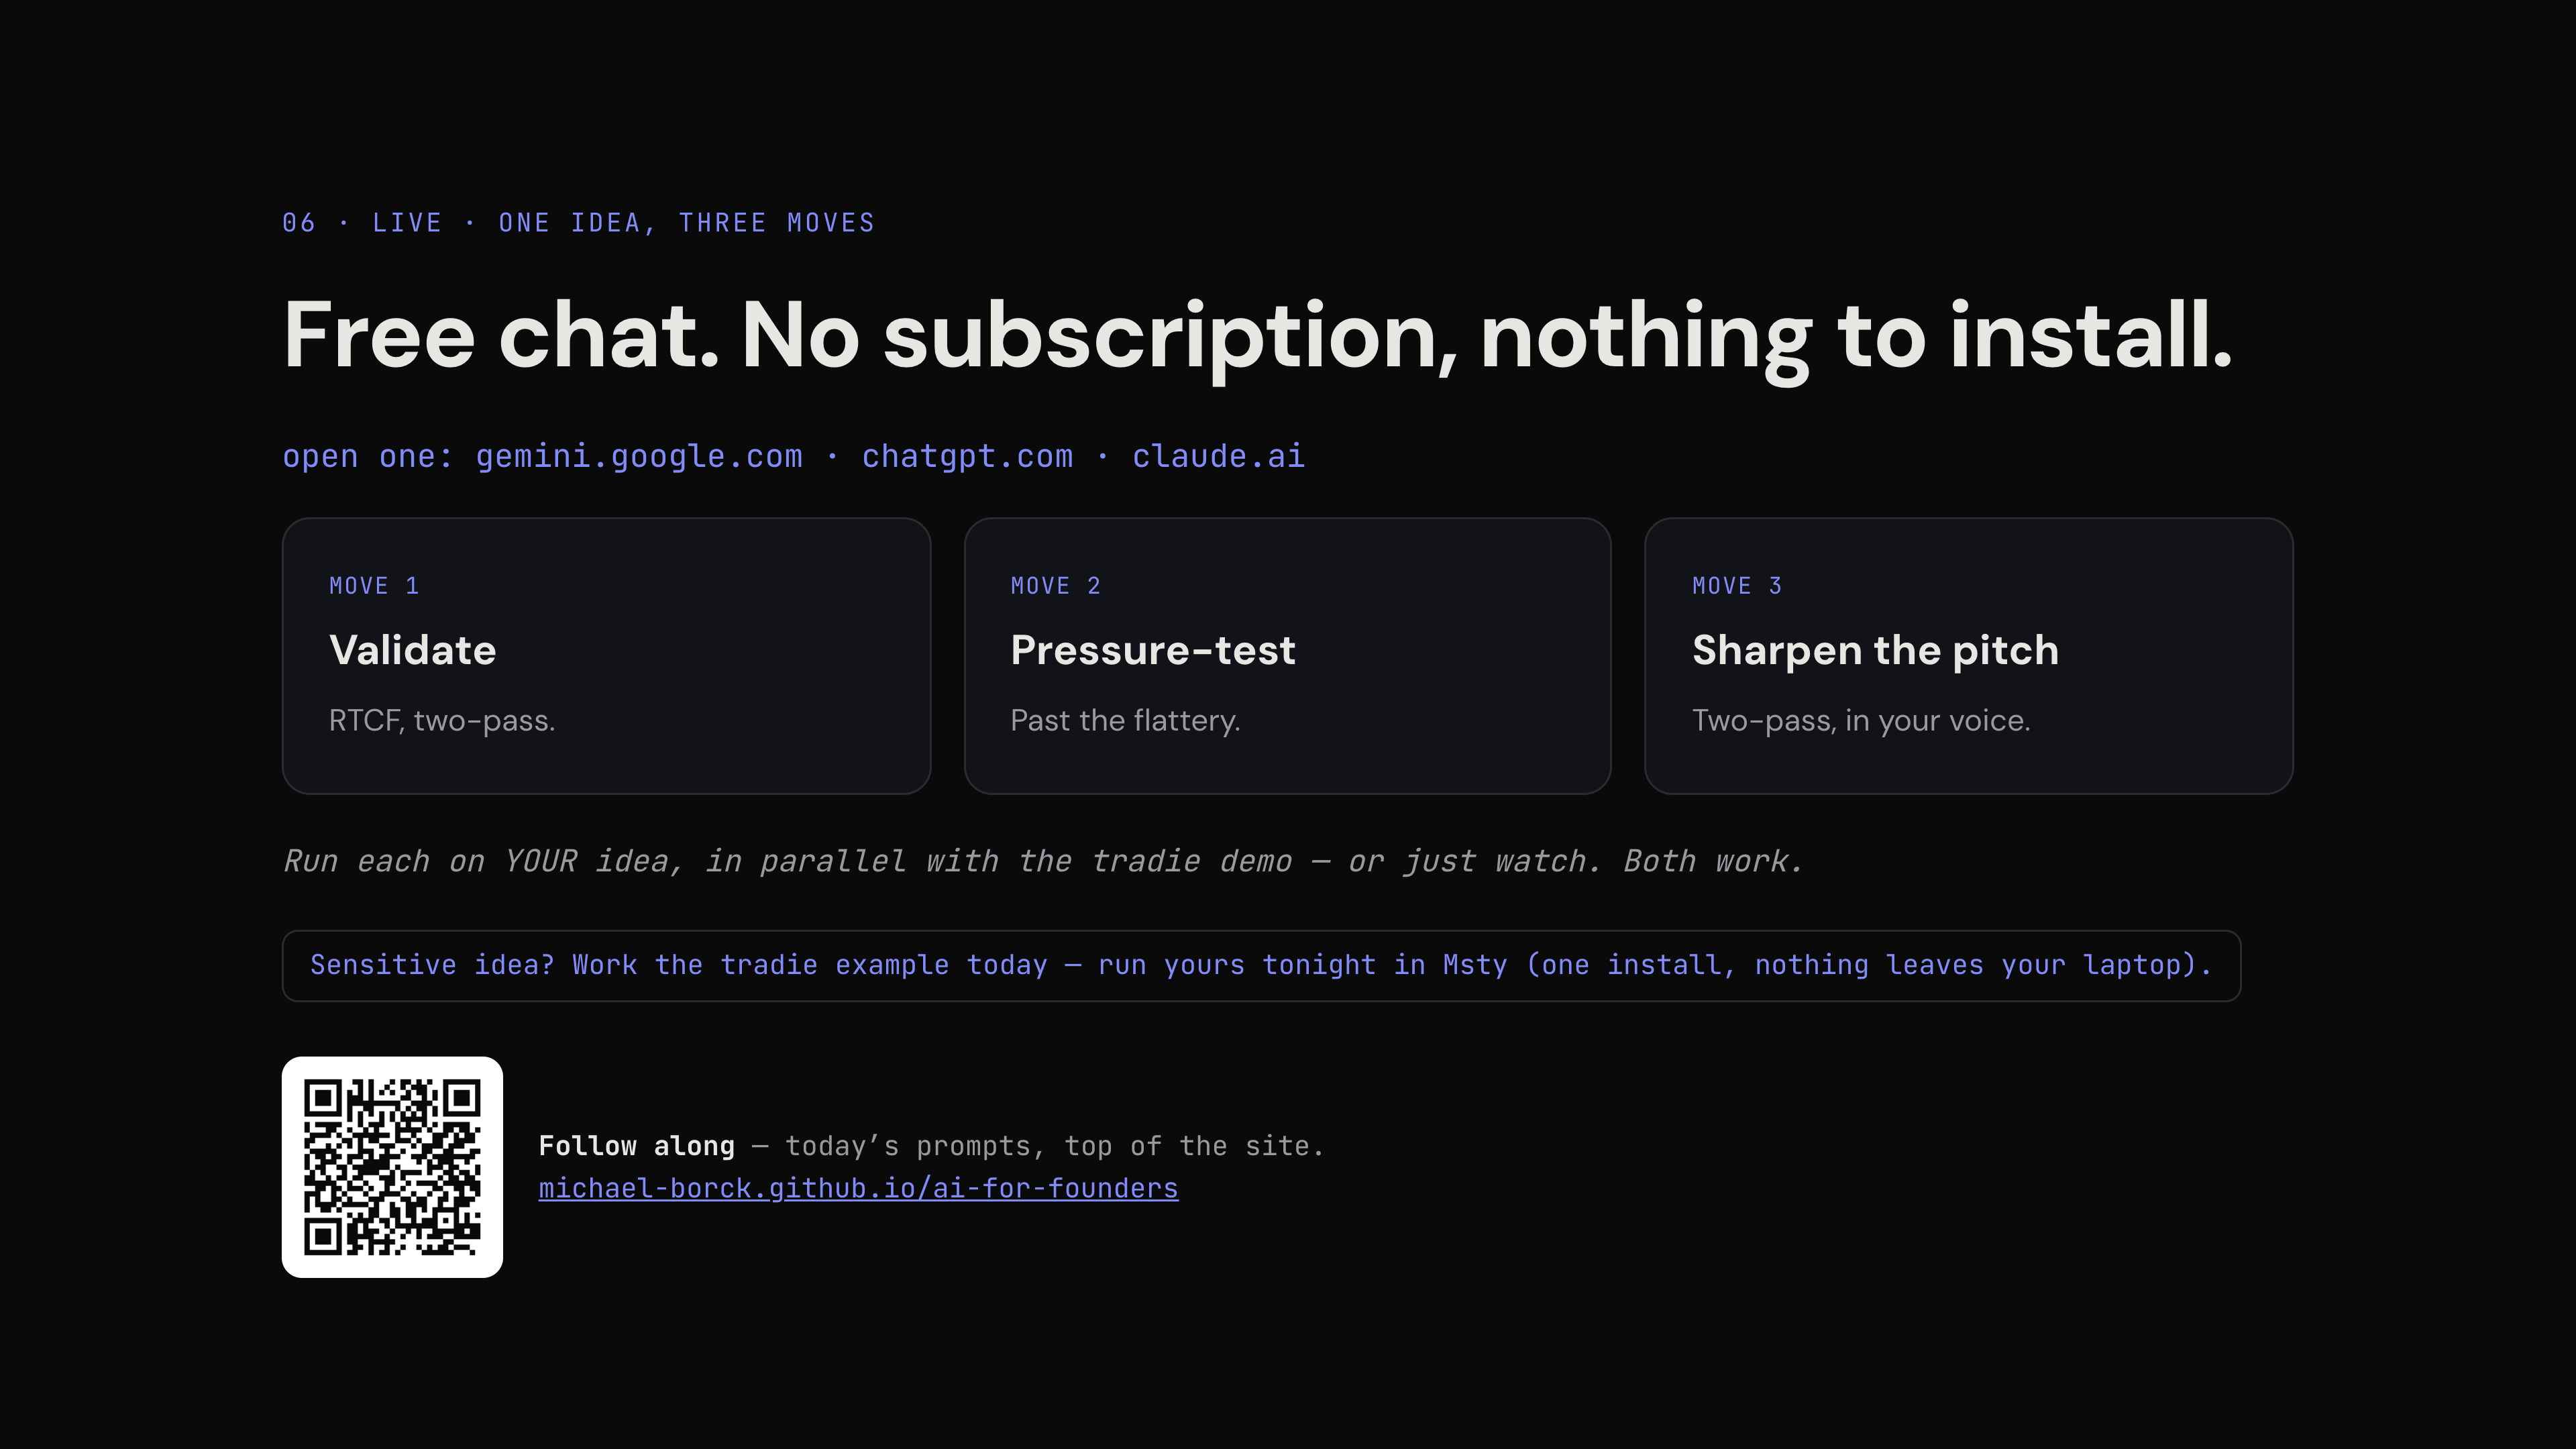 06 · LIVE · ONE IDEA, THREE MOVES
Free chat. No subscription, nothing to install.
open one: gemini.google.com · chatgpt.com · claude.ai
MOVE 1
Validate
RTCF, two-pass.
MOVE 2
Pressure-test
Past the flattery.
MOVE 3
Sharpen the pitch
Two-pass, in your voice.
Run each on YOUR idea, in parallel with the tradie demo — or just watch. Both work.
Sensitive idea? Work the tradie example today — run yours tonight in Msty (one install, nothing leaves your laptop).
Follow along — today’s prompts, top of the site.
michael-borck.github.io/ai-for-founders